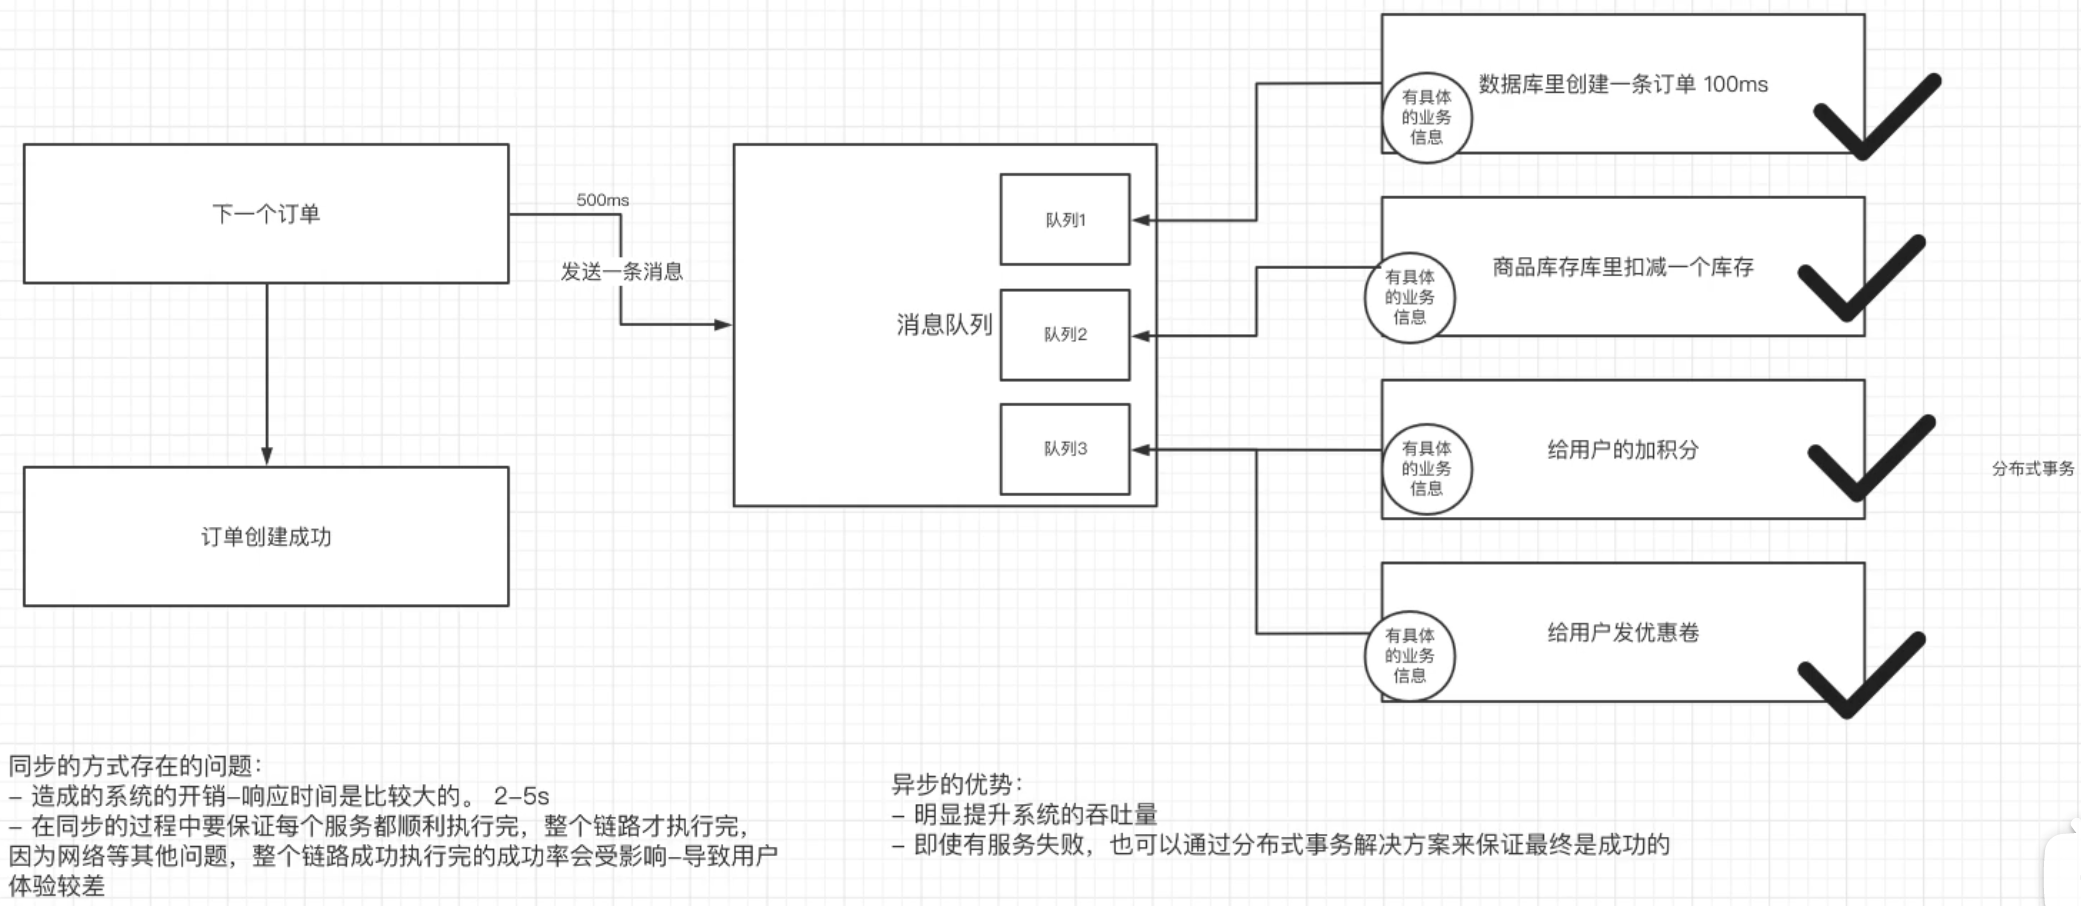 下一个订单
订单创建成功
500ms
发送一条消息
消息队列
队列1
队列2
队列3
有具体
的业务
信息
数据库里创建一条订单 100ms
有具体
的业务
信息
商品库存库里扣减一个库存
有具体
的业务
信息
给用户的加积分
有具体
的业务
信息
给用户发优惠卷
分布式事务
同步的方式存在的问题:
- 造成的系统的开销-响应时间是比较大的。 2-5s
- 在同步的过程中要保证每个服务都顺利执行完，整个链路才执行完，
因为网络等其他问题，整个链路成功执行完的成功率会受影响-导致用户
体验较差
异步的优势:
- 明显提升系统的吞吐量
- 即使有服务失败，也可以通过分布式事务解决方案来保证最终是成功的